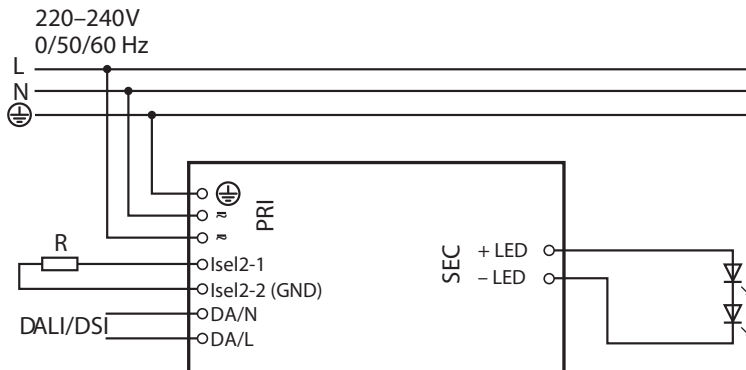 220–240V
0/50/60 Hz
L
N
PRI
R
Isel2-1
Isel2-2 (GND)
DALI/DSI
DA/N
DA/L
SEC
+ LED
– LED